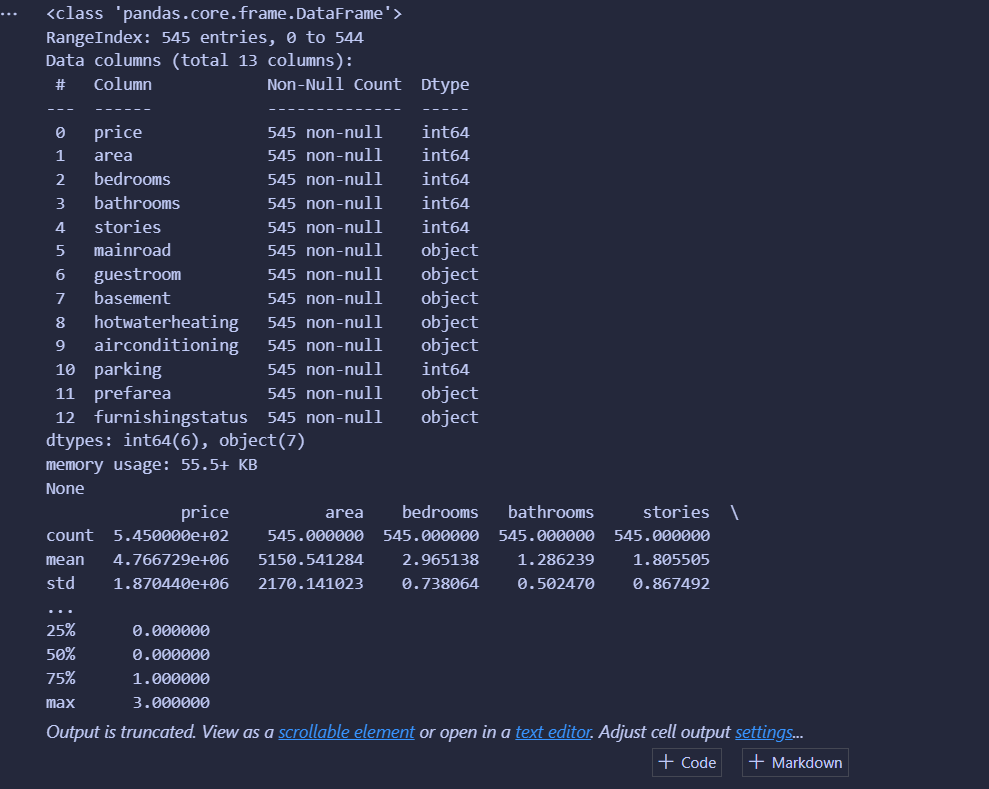 ...
<class 'pandas.core.frame.DataFrame'>
RangeIndex: 545 entries, 0 to 544
Data columns (total 13 columns):
 #   Column            Non-Null Count  Dtype
---  ------            --------------  -----
 0   price             545 non-null    int64
 1   area              545 non-null    int64
 2   bedrooms          545 non-null    int64
 3   bathrooms         545 non-null    int64
 4   stories           545 non-null    int64
 5   mainroad          545 non-null    object
 6   guestroom         545 non-null    object
 7   basement          545 non-null    object
 8   hotwaterheating   545 non-null    object
 9   airconditioning   545 non-null    object
 10  parking           545 non-null    int64
 11  prefarea          545 non-null    object
 12  furnishingstatus  545 non-null    object
dtypes: int64(6), object(7)
memory usage: 55.5+ KB
None
              price          area    bedrooms   bathrooms     stories  \
count  5.450000e+02    545.000000  545.000000  545.000000  545.000000
mean   4.766729e+06   5150.541284    2.965138    1.286239    1.805505
std    1.870440e+06   2170.141023    0.738064    0.502470    0.867492
...
25%      0.000000
50%      0.000000
75%      1.000000
max      3.000000
Output is truncated. View as a scrollable element or open in a text editor. Adjust cell output settings...
+ Code + Markdown